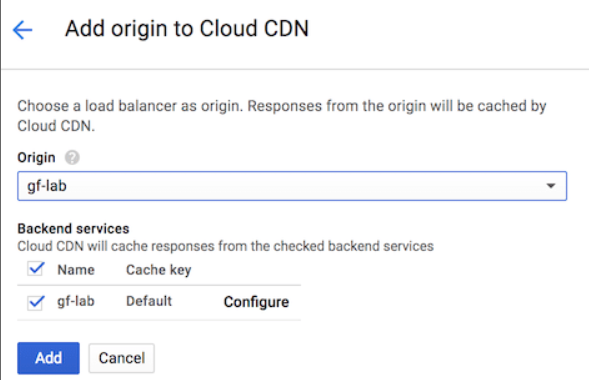 Add origin to Cloud CDN
Choose a load balancer as origin. Responses from the origin will be cached by
Cloud CDN.
Origin ?
gf-lab
Backend services
Cloud CDN will cache responses from the checked backend services
Name Cache key
gf-lab Default Configure
Add Cancel